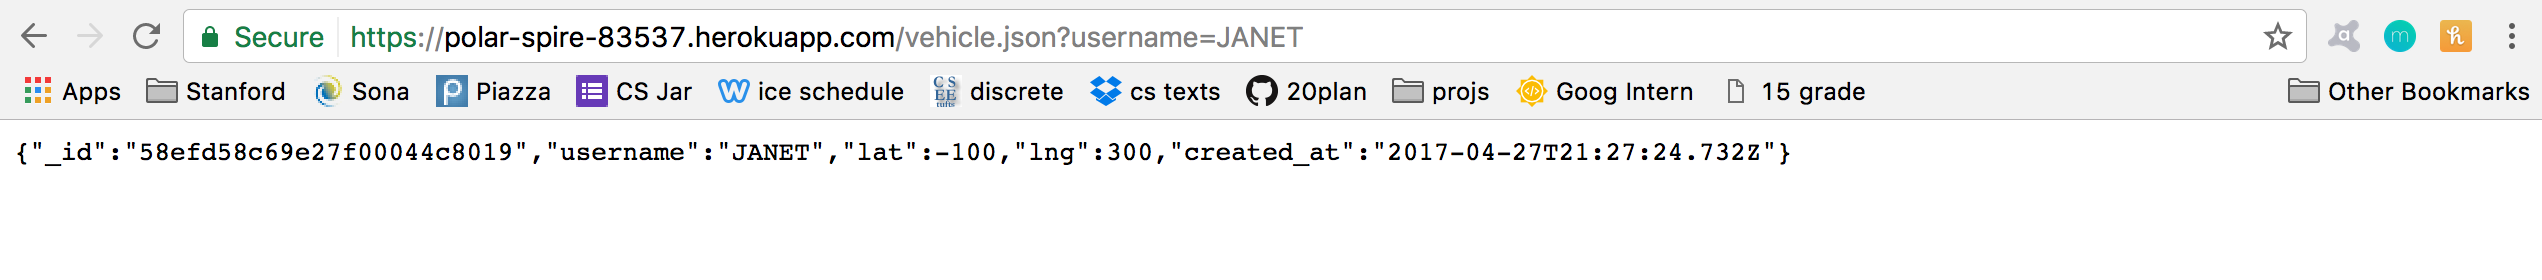 Secure https://polar-spire-83537.herokuapp.com/vehicle.json?username=JANET
Apps Stanford Sona Piazza CS Jar ice schedule discrete cs texts 20plan projs Goog Intern 15 grade Other Bookmarks
{"_id":"58efd58c69e27f00044c8019","username":"JANET","lat":-100,"lng":300,"created_at":"2017-04-27T21:27:24.732Z"}